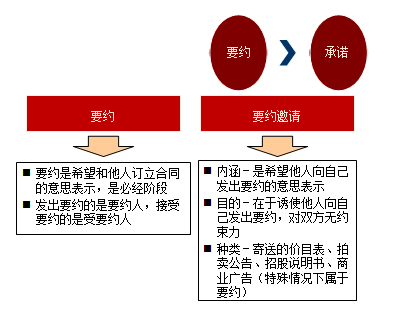 要约
承诺
要约
要约邀请
■ 要约是希望和他人订立合同
的意思表示，是必经阶段
■ 发出要约的是要约人，接受
要约的是受要约人
■ 内涵－是希望他人向自己
发出要约的意思表示
■ 目的－在于诱使他人向自
己发出要约，对双方无约
束力
■ 种类－寄送的价目表、拍
卖公告、招股说明书、商
业广告（特殊情况下属于
要约）